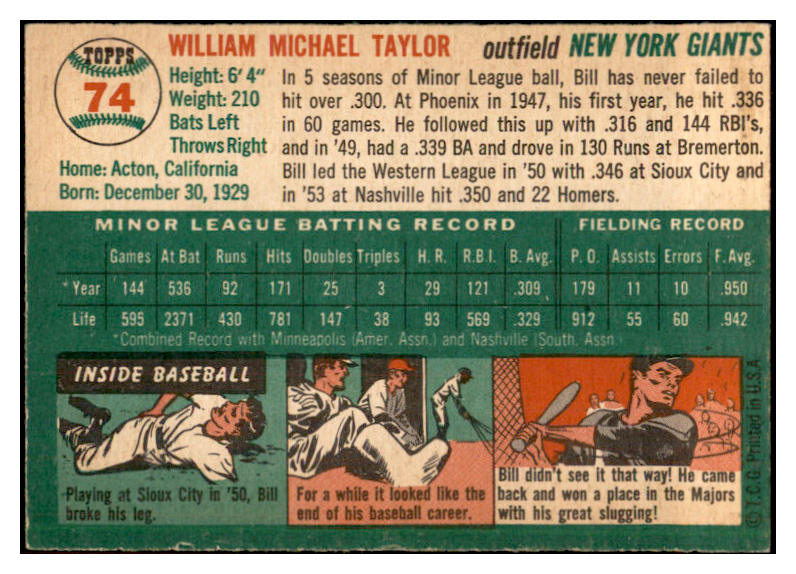 TOPPS
74
WILLIAM MICHAEL TAYLOR outfield NEW YORK GIANTS
Height: 6' 4"
Weight: 210
Bats Left
Throws Right
Home: Acton, California
Born: December 30, 1929
In 5 seasons of Minor League ball, Bill has never failed to
hit over .300. At Phoenix in 1947, his first year, he hit .336
in 60 games. He followed this up with .316 and 144 RBI's,
and in '49, had a .339 BA and drove in 130 Runs at Bremerton.
Bill led the Western League in '50 with .346 at Sioux City and
in '53 at Nashville hit .350 and 22 Homers.
MINOR LEAGUE BATTING RECORD FIELDING RECORD
Games At Bat Runs Hits Doubles Triples H. R. R.B.I. B. Avg. P. O. Assists Errors F. Avg.
*Year 144 536 92 171 25 3 29 121 .309 179 11 10 .950
Life 595 2371 430 781 147 38 93 569 .329 912 55 60 .942
*Combined Record with Minneapolis (Amer. Assn.) and Nashville (South. Assn.
INSIDE BASEBALL
Playing at Sioux City in '50, Bill
broke his leg.
For a while it looked like the
end of his baseball career.
Bill didn't see it that way! He came
back and won a place in the Majors
with his great slugging!
© T.C.G. Printed in U.S.A